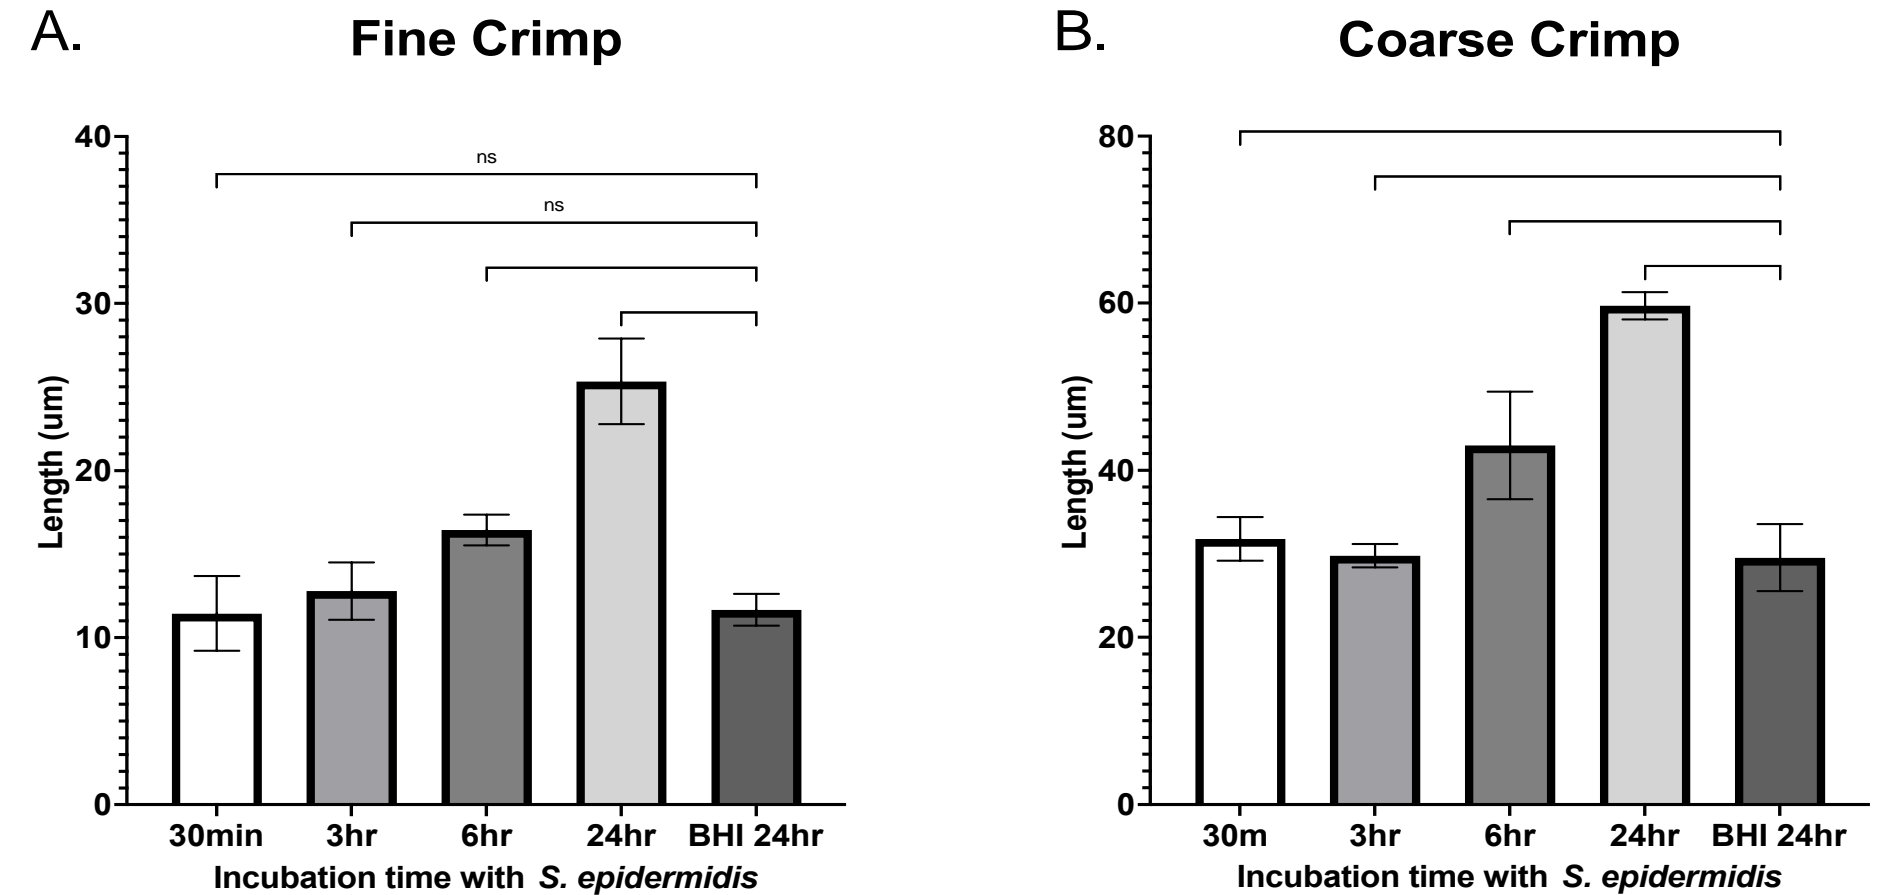 A.
Fine Crimp
40
30
20
10
0
Length (um)
ns
ns
30min 3hr 6hr 24hr BHI 24hr
Incubation time with S. epidermidis
B.
Coarse Crimp
80
60
40
20
0
Length (um)
30m 3hr 6hr 24hr BHI 24hr
Incubation time with S. epidermidis